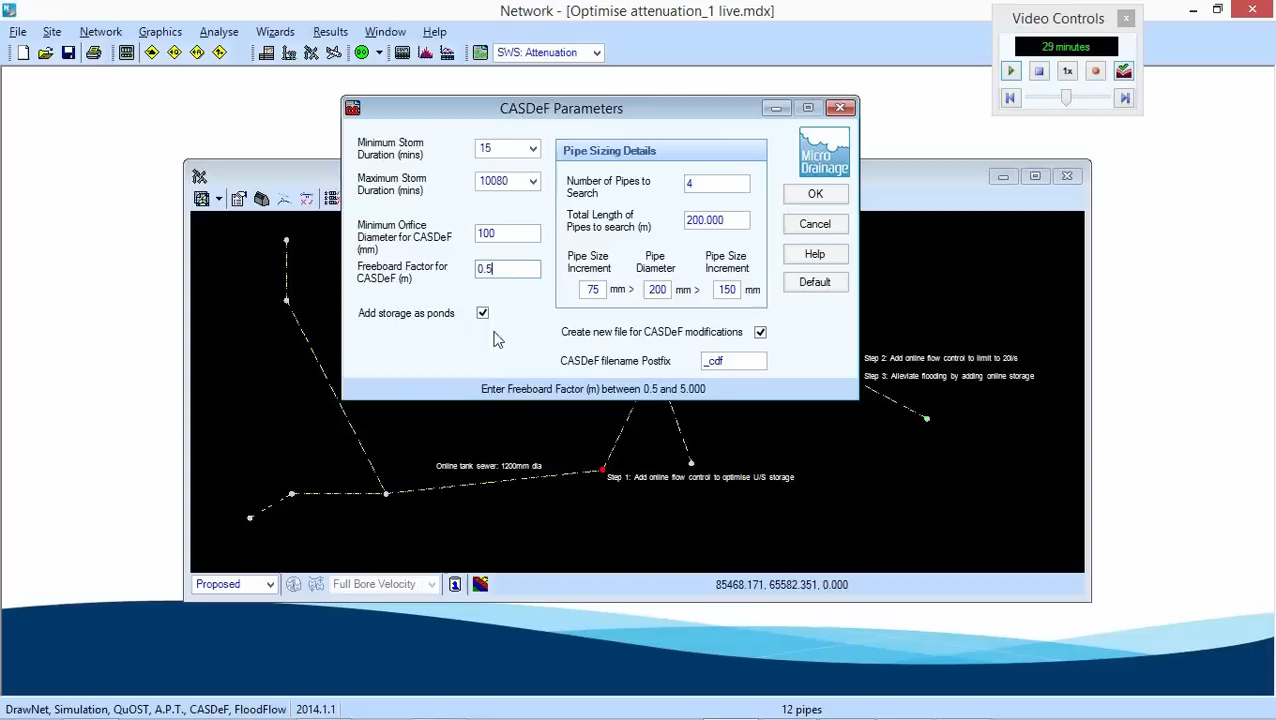 Network - [Optimise attenuation_1 live.mdx]
Video Controls
File Site Network Graphics Analyse Wizards Results Window Help
29 minutes
SWS: Attenuation
1x
CASDeF Parameters
Minimum Storm
Duration (mins)
15
Maximum Storm
Duration (mins)
10080
Minimum Orifice
Diameter for CASDeF
(mm)
100
Freeboard Factor for
CASDeF (m)
0.5
Add storage as ponds
Pipe Sizing Details
Number of Pipes to
Search
4
Total Length of
Pipes to search (m)
200.000
Pipe Size
Increment
Pipe
Diameter
Pipe Size
Increment
75 mm > 200 mm > 150 mm
Create new file for CASDeF modifications
CASDeF filename Postfix
_cdf
Micro
Drainage
OK
Cancel
Help
Default
Enter Freeboard Factor (m) between 0.5 and 5.000
Step 2: Add online flow control to limit to 20l/s
Step 3: Alleviate flooding by adding online storage
Online tank sewer: 1200mm dia
Step 1: Add online flow control to optimise U/S storage
Proposed
Full Bore Velocity
85468.171, 65582.351, 0.000
DrawNet, Simulation, QuOST, A.P.T., CASDeF, FloodFlow
2014.1.1
12 pipes